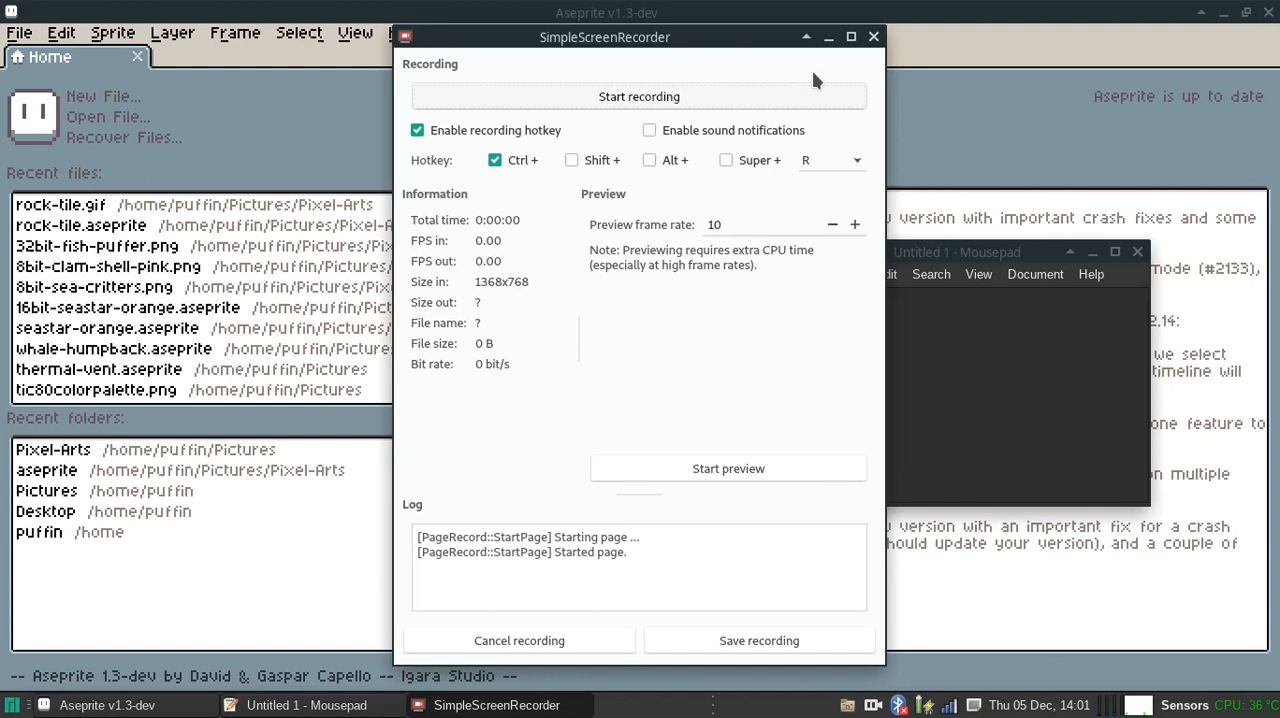 Aseprite v1.3-dev
File Edit Sprite Layer Frame Select View
Home
New File...
Open File...
Recover Files...
Aseprite is up to date
Recent files:
rock-tile.gif /home/puffin/Pictures/Pixel-Arts
rock-tile.aseprite /home/puffin/Pictures/Pixel-A
32bit-fish-puffer.png /home/puffin/Pictures/Pix
8bit-clam-shell-pink.png /home/puffin/Pictures/
8bit-sea-critters.png /home/puffin/Pictures/Pix
16bit-seastar-orange.aseprite /home/puffin/Pict
seastar-orange.aseprite /home/puffin/Pictures/
whale-humpback.aseprite /home/puffin/Pictures
thermal-vent.aseprite /home/puffin/Pictures
tic80colorpalette.png /home/puffin/Pictures
Recent folders:
Pixel-Arts /home/puffin/Pictures
aseprite /home/puffin/Pictures/Pixel-Arts
Pictures /home/puffin
Desktop /home/puffin
puffin /home
-- Aseprite 1.3-dev by David & Gaspar Capello -- Igara Studio --
SimpleScreenRecorder
Recording
Start recording
Enable recording hotkey Enable sound notifications
Hotkey: Ctrl + Shift + Alt + Super + R
Information
Total time: 0:00:00
FPS in: 0.00
FPS out: 0.00
Size in: 1368x768
Size out: ?
File name: ?
File size: 0 B
Bit rate: 0 bit/s
Preview
Preview frame rate: 10
Note: Previewing requires extra CPU time
(especially at high frame rates).
Start preview
Log
[PageRecord::StartPage] Starting page ...
[PageRecord::StartPage] Started page.
Cancel recording Save recording
version with important crash fixes and some
Untitled 1 - Mousepad
Search View Document Help
mode (#2133),
2.14:
we select
timeline will
one feature to
multiple
version with an important fix for a crash
hould update your version), and a couple of
Aseprite v1.3-dev Untitled 1 - Mousepad SimpleScreenRecorder Thu 05 Dec, 14:01 Sensors CPU: 36 °C